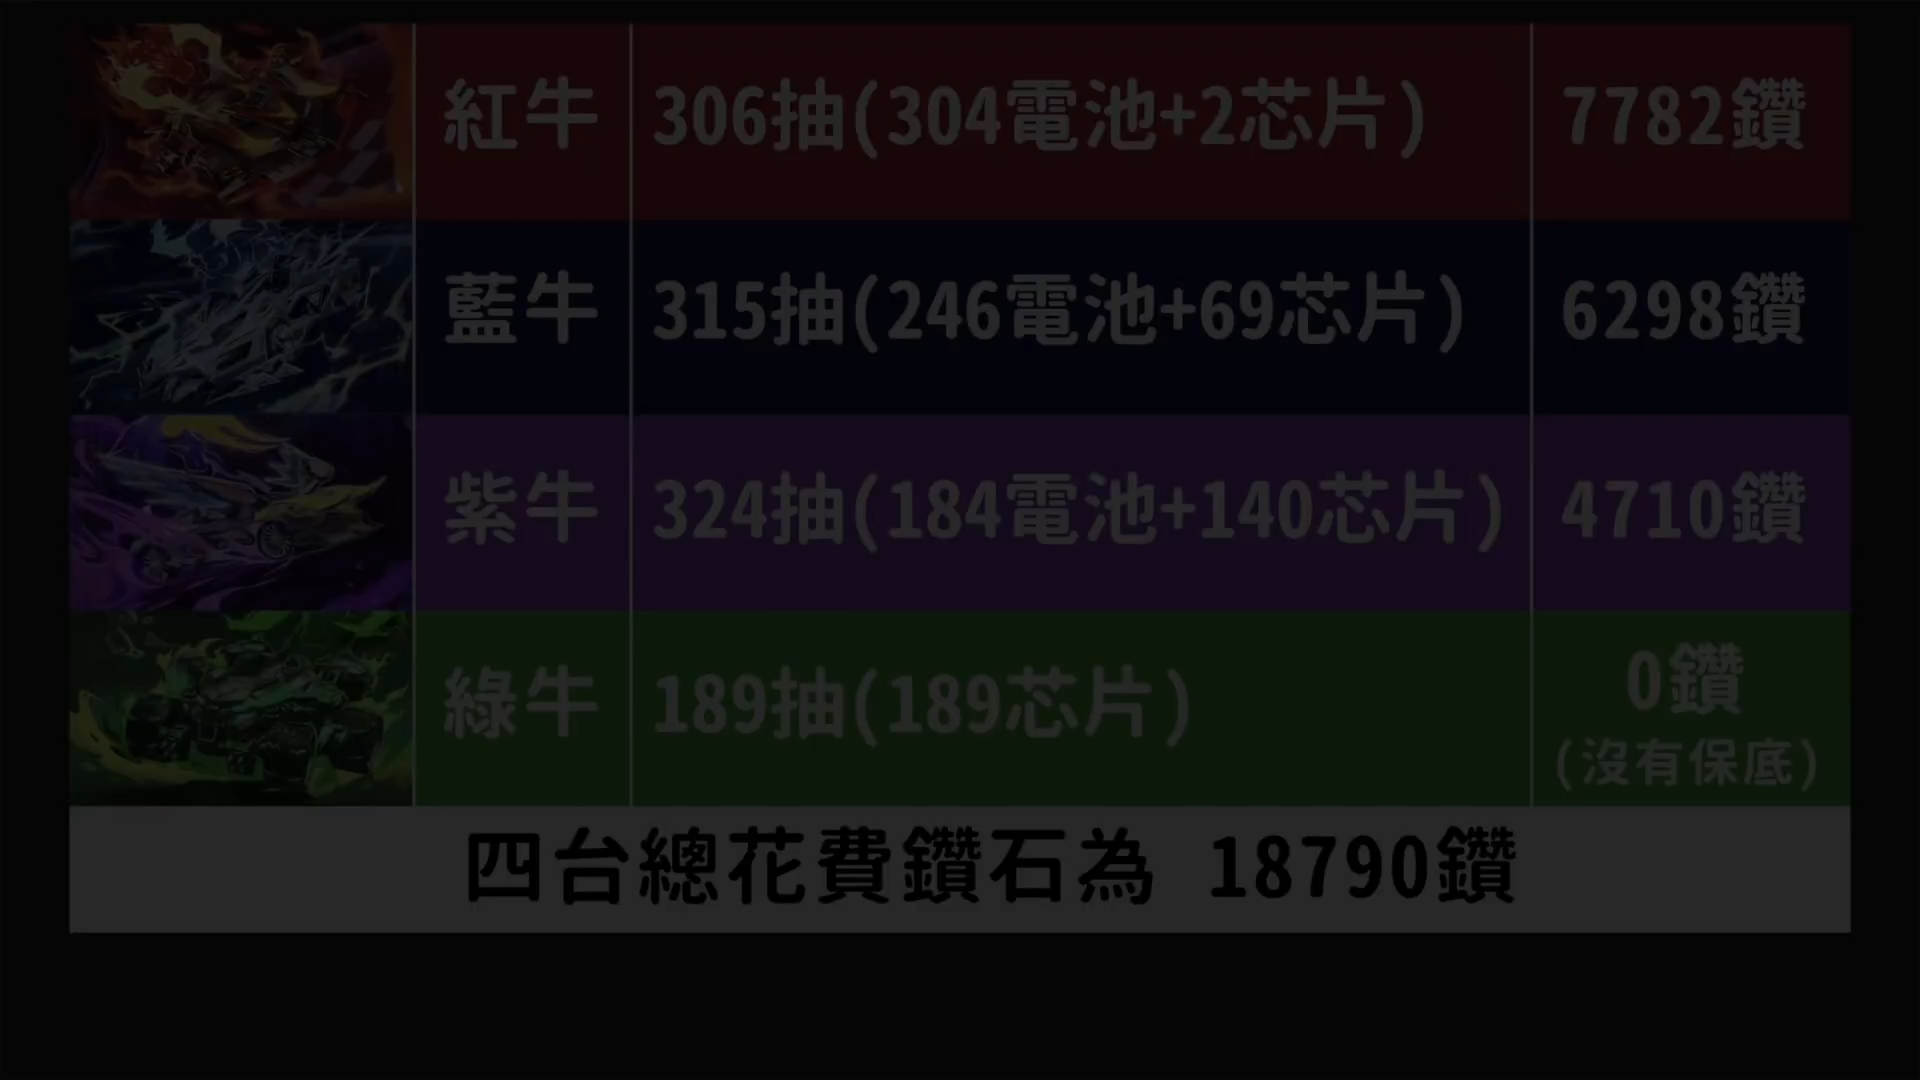 紅牛 306抽(304電池+2芯片) 7782鑽
藍牛 315抽(246電池+69芯片) 6298鑽
紫牛 324抽(184電池+140芯片) 4710鑽
綠牛 189抽(189芯片) 0鑽
(沒有保底)
四台總花費鑽石為 18790鑽